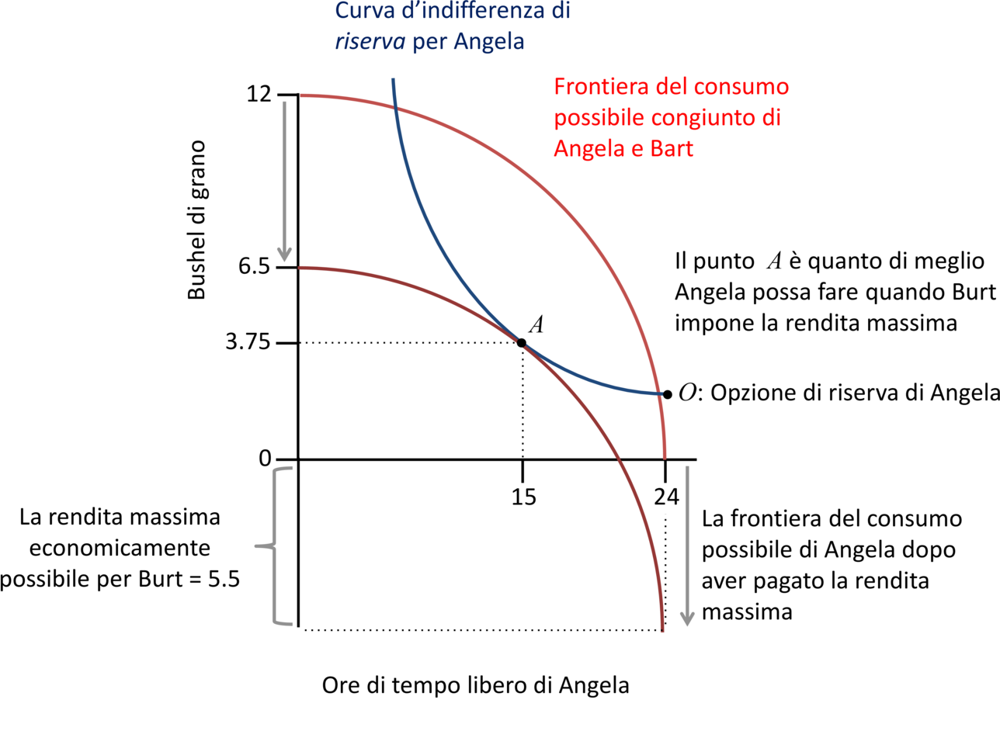 Curva d’indifferenza di
riserva per Angela
Frontiera del consumo
possibile congiunto di
Angela e Bart
12
Bushel di grano
6.5
Il punto A è quanto di meglio
Angela possa fare quando Burt
impone la rendita massima
A
3.75
O: Opzione di riserva di Angela
0
15
24
La rendita massima
economicamente
possibile per Burt = 5.5
La frontiera del consumo
possibile di Angela dopo
aver pagato la rendita
massima
Ore di tempo libero di Angela